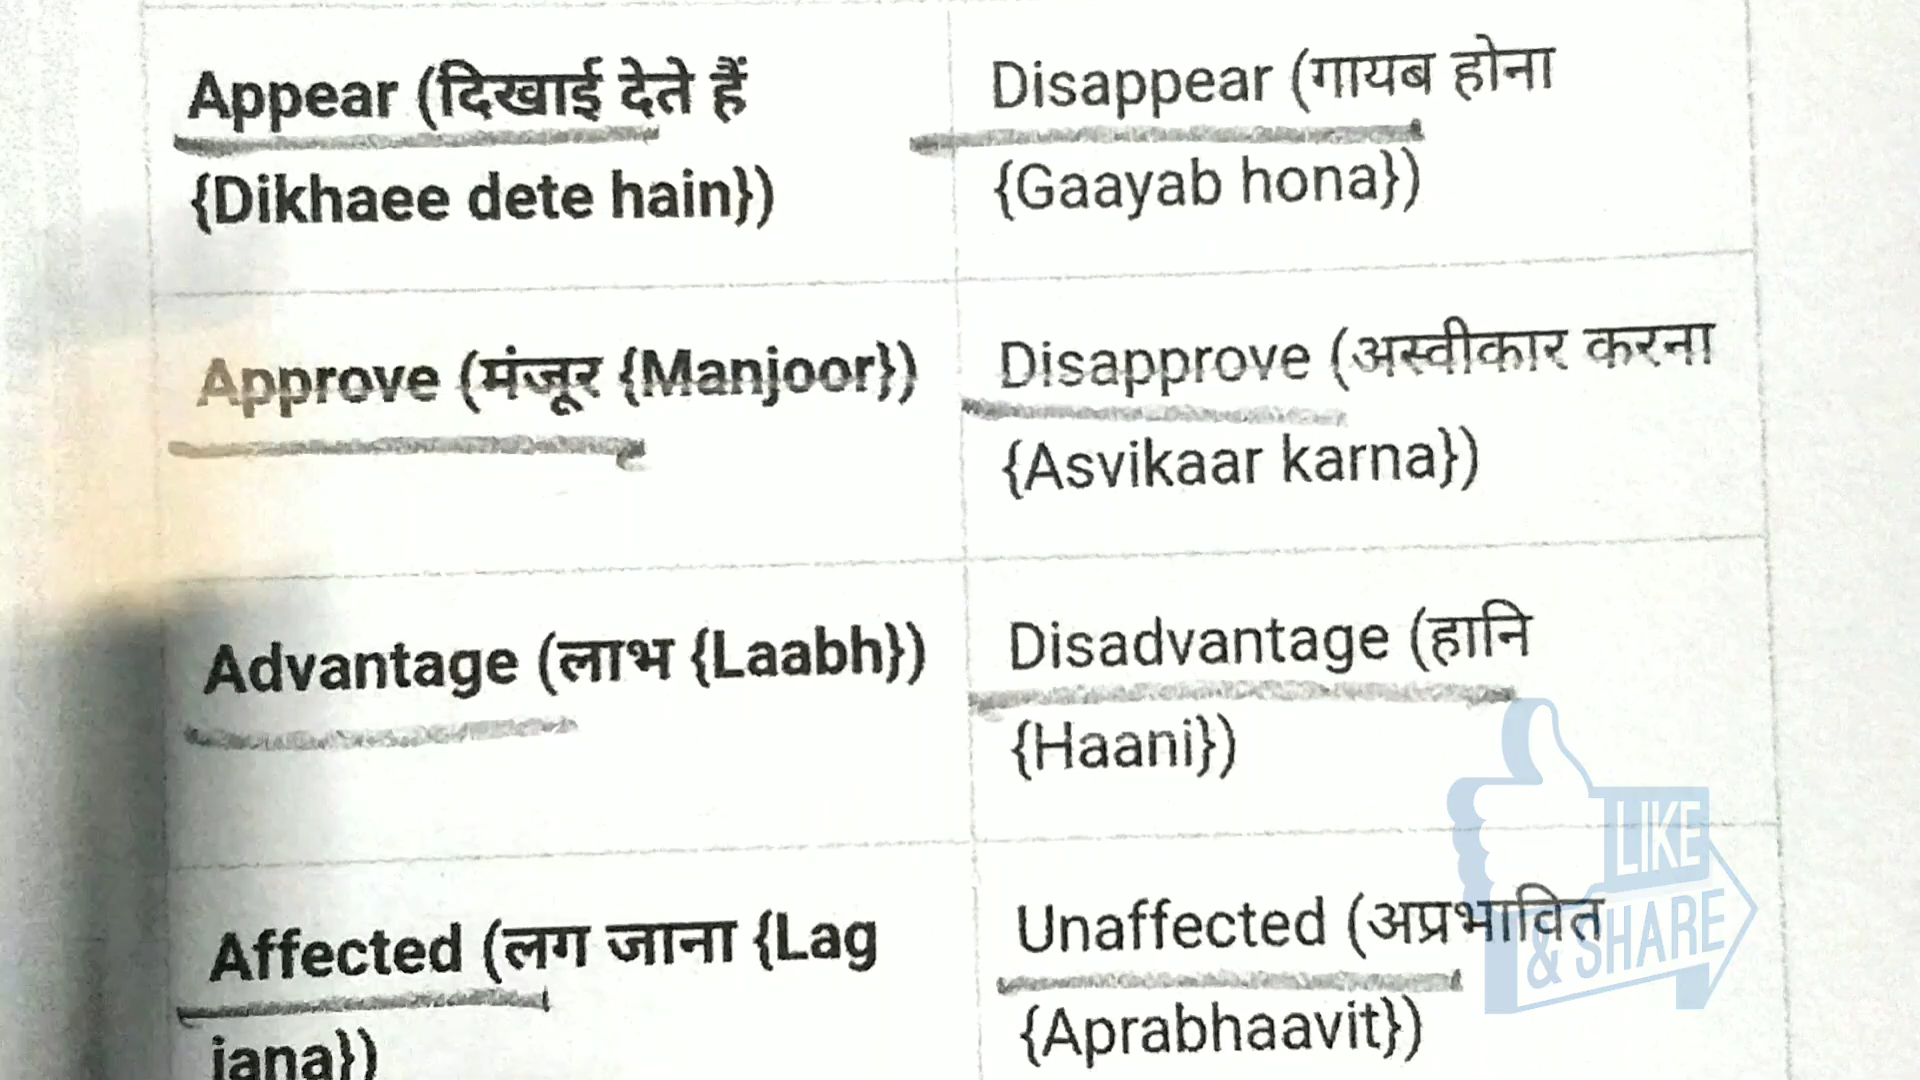 Appear (दिखाई देते हैं
{Dikhaee dete hain})
Disappear (गायब होना
{Gaayab hona})
Approve (मंजूर {Manjoor})
Disapprove (अस्वीकार करना
{Asvikaar karna})
Advantage (लाभ {Laabh})
Disadvantage (हानि
{Haani})
Affected (लग जाना {Lag
jana})
Unaffected (अप्रभावित
{Aprabhaavit})
LIKE
& SHARE